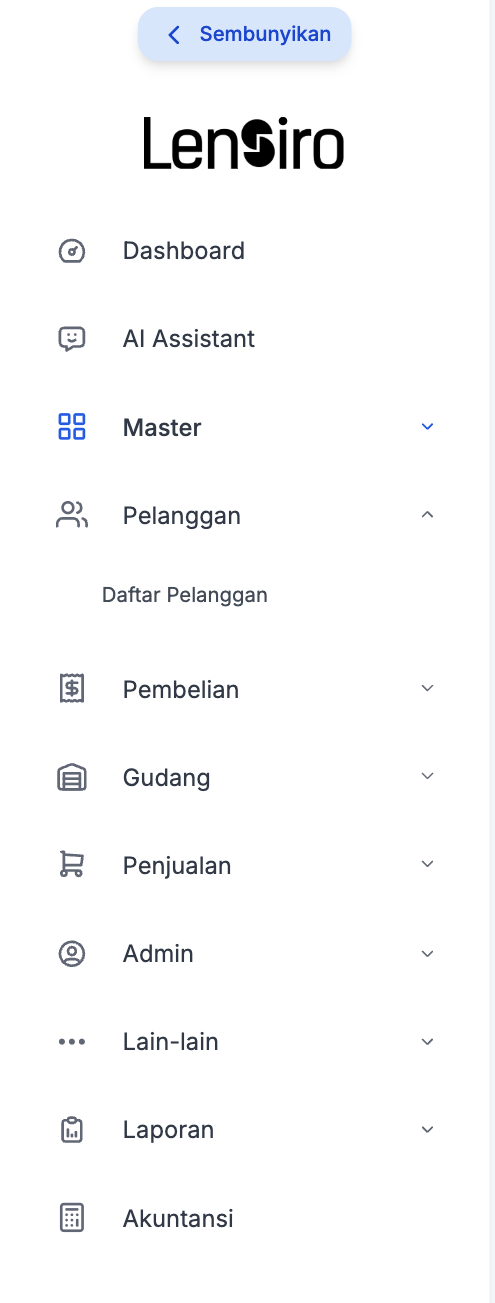 Sembunyikan
Lensiro
Dashboard
AI Assistant
Master
Pelanggan
Daftar Pelanggan
Pembelian
Gudang
Penjualan
Admin
Lain-lain
Laporan
Akuntansi